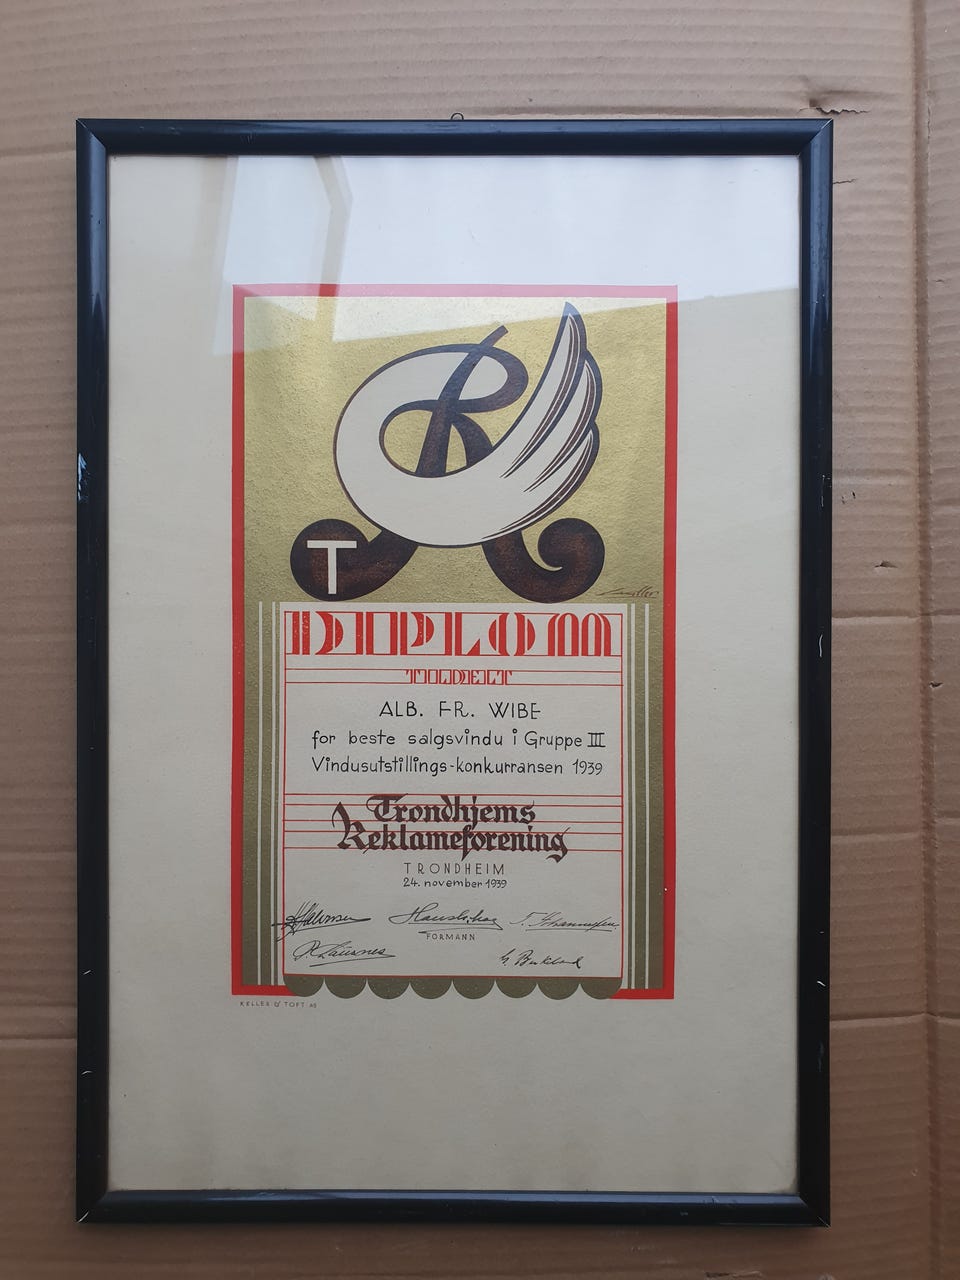 R
T
DIPLOM
TILDELT
ALB. FR. WIBE
for beste salgsvindu i Gruppe III
Vindusutstillings-konkurransen 1939
Trondhjems
Reklameforening
TRONDHEIM
24. november 1939
FORMANN
KELLER & TOFT AS